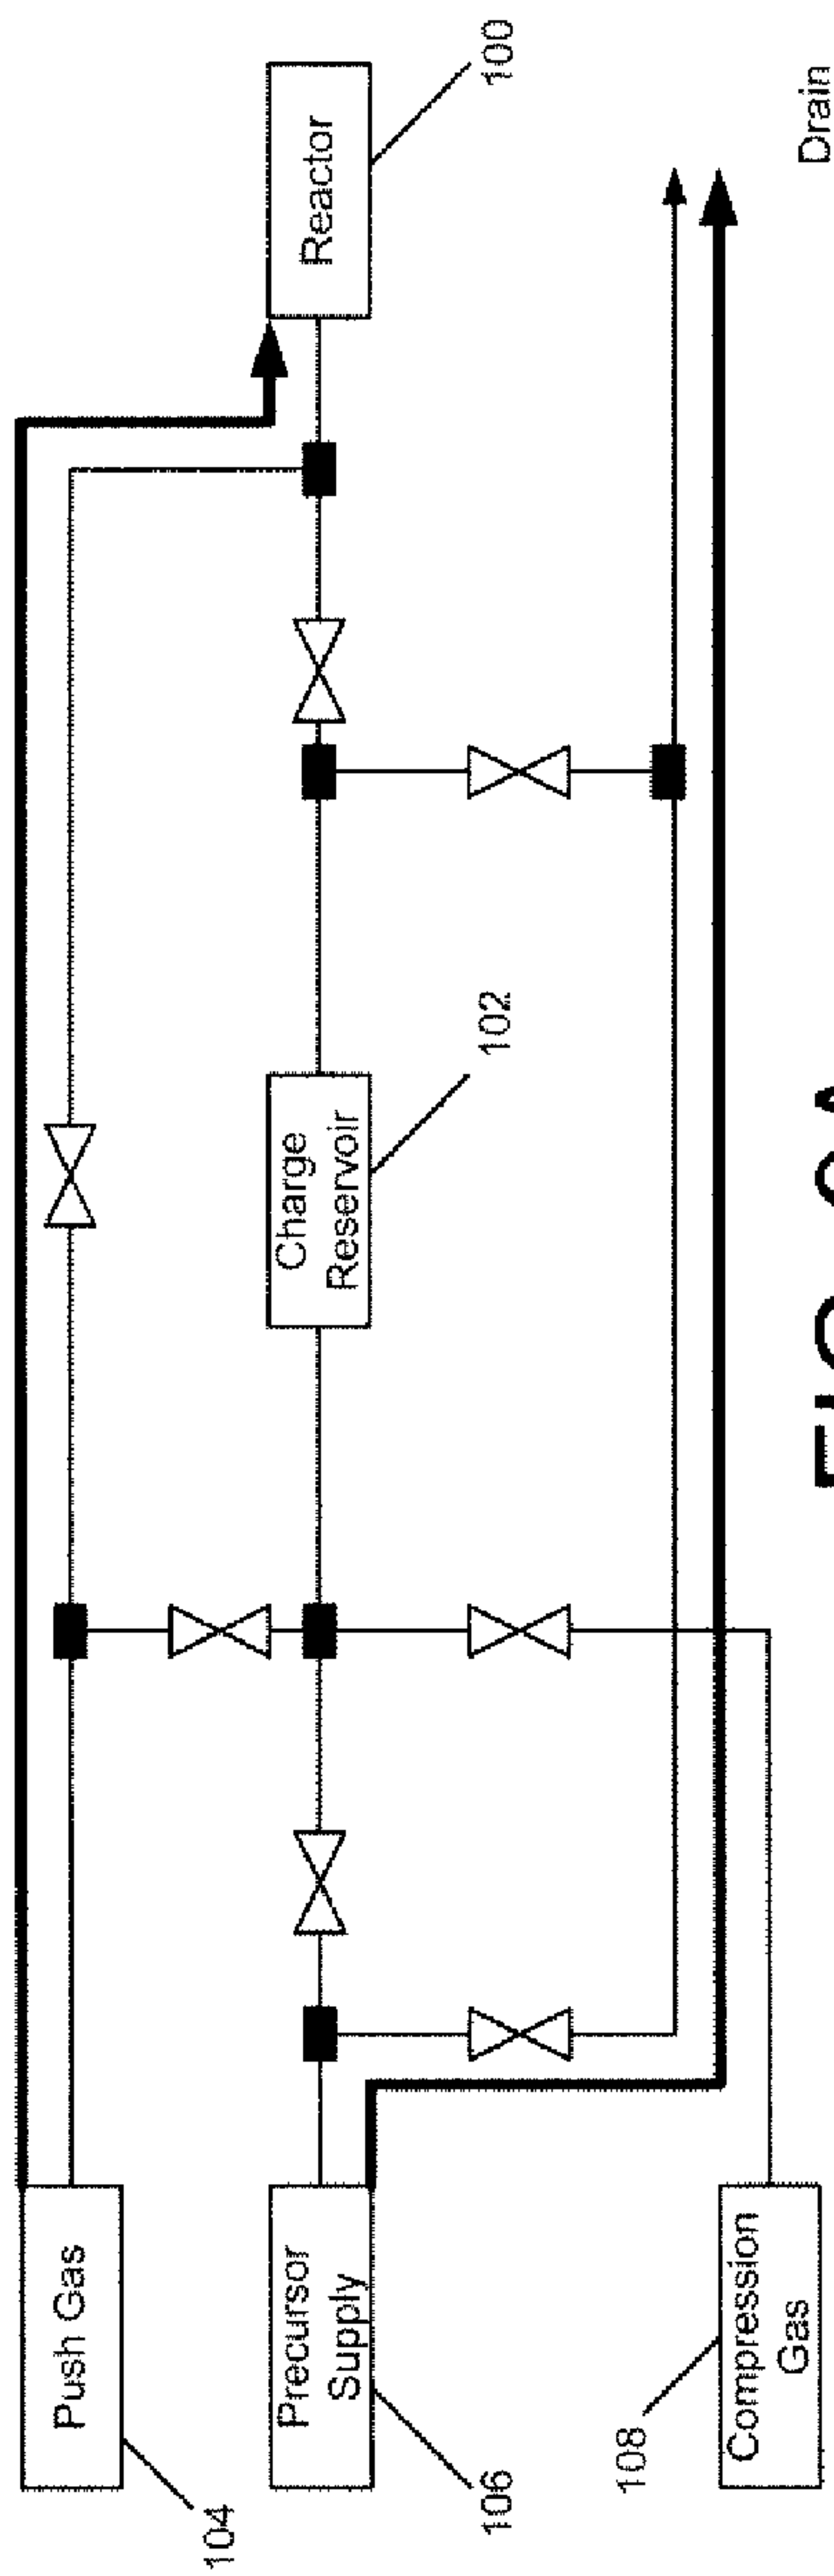 Push Gas
104
Precursor
Supply
106
Compression
Gas
108
Charge
Reservoir
102
Reactor
100
Drain